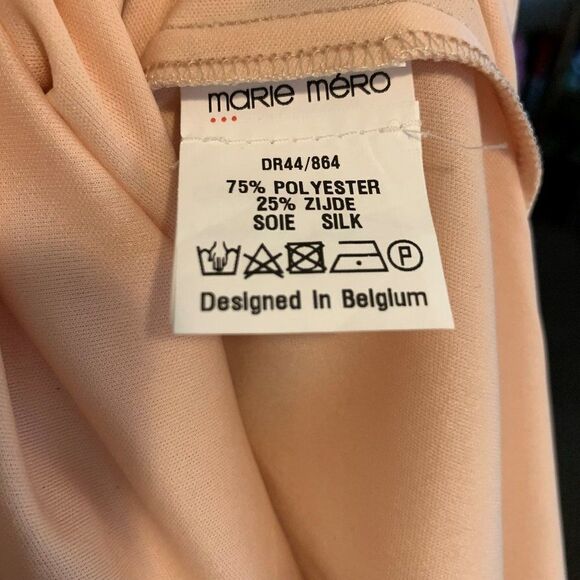 marie méro
DR44/864
75% POLYESTER
25% ZIJDE
SOIE SILK
P
Designed In Belgium